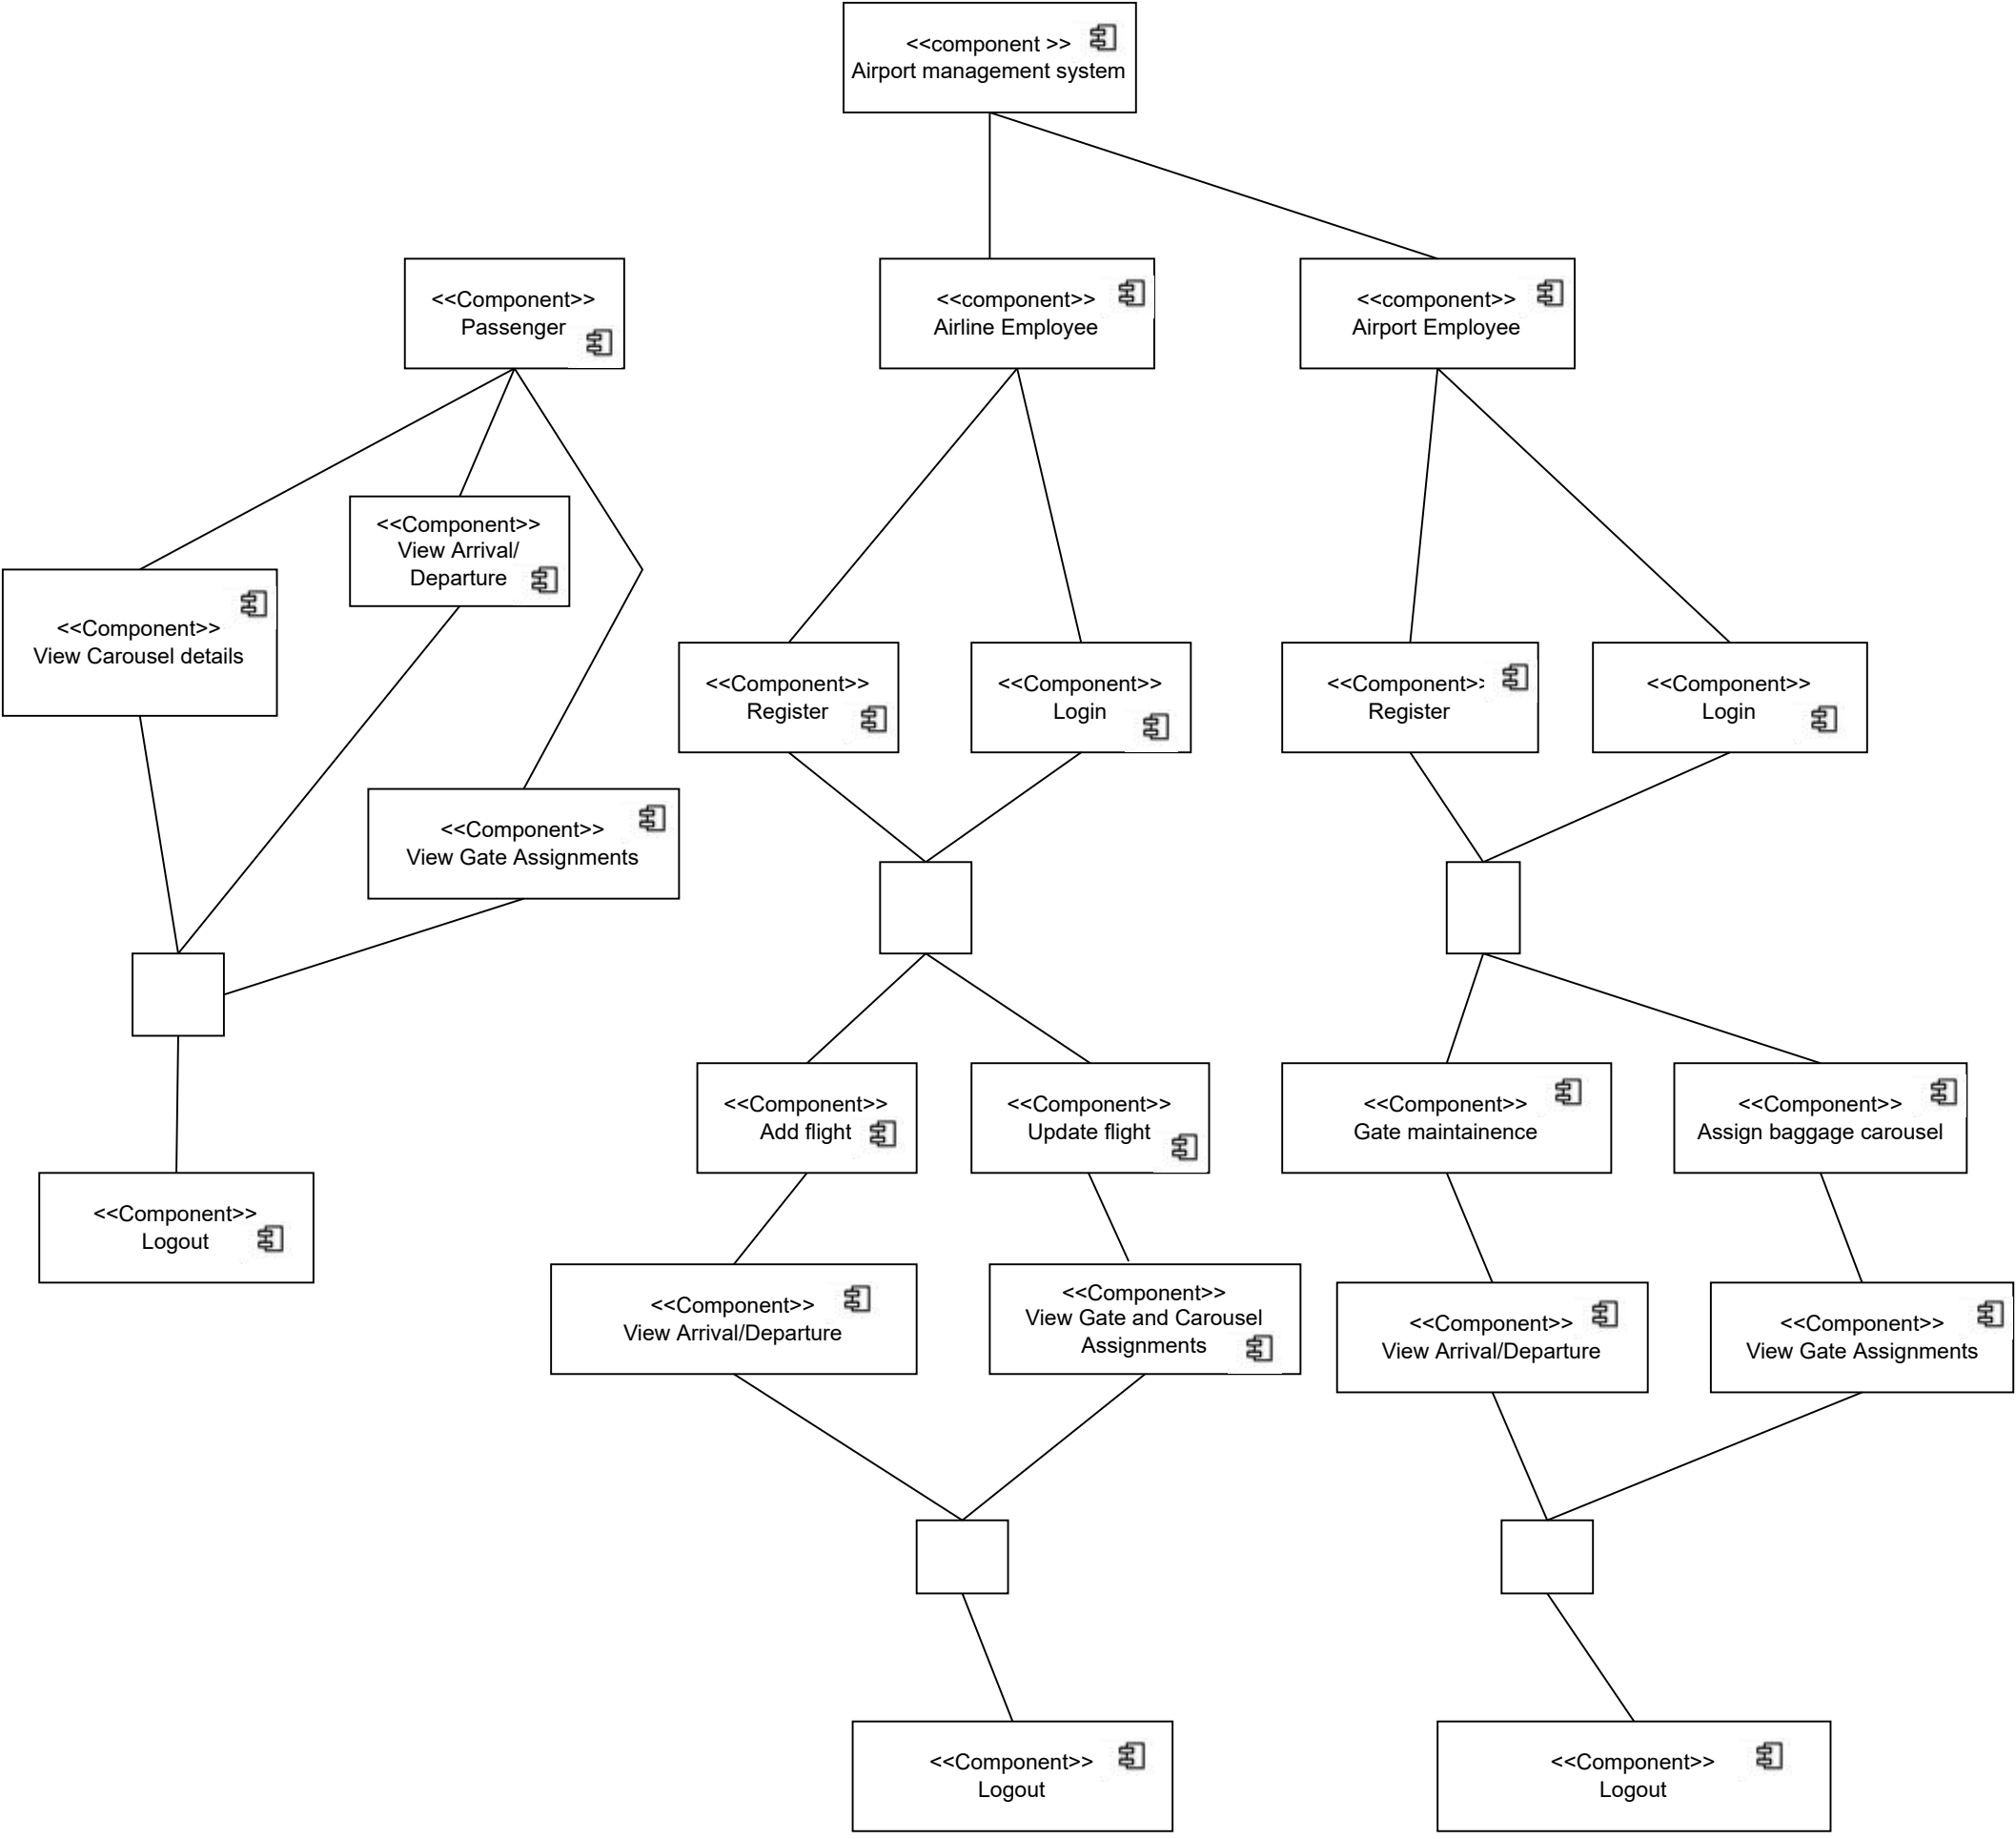 <<component >>
Airport management system
<<Component>>
Passenger
<<component>>
Airline Employee
<<component>>
Airport Employee
<<Component>>
View Arrival/
Departure
<<Component>>
View Carousel details
<<Component>>
Register
<<Component>>
Login
<<Component>
Register
<<Component>>
Login
<<Component>>
View Gate Assignments
<<Component>>
Add flight
<<Component>>
Update flight
<<Component>>
Gate maintainence
<<Component>>
Assign baggage carousel
<<Component>>
Logout
<<Component>>
View Arrival/Departure
<<Component>>
View Gate and Carousel
Assignments
<<Component>>
View Arrival/Departure
<<Component>>
View Gate Assignments
<<Component>>
Logout
<<Component>>
Logout